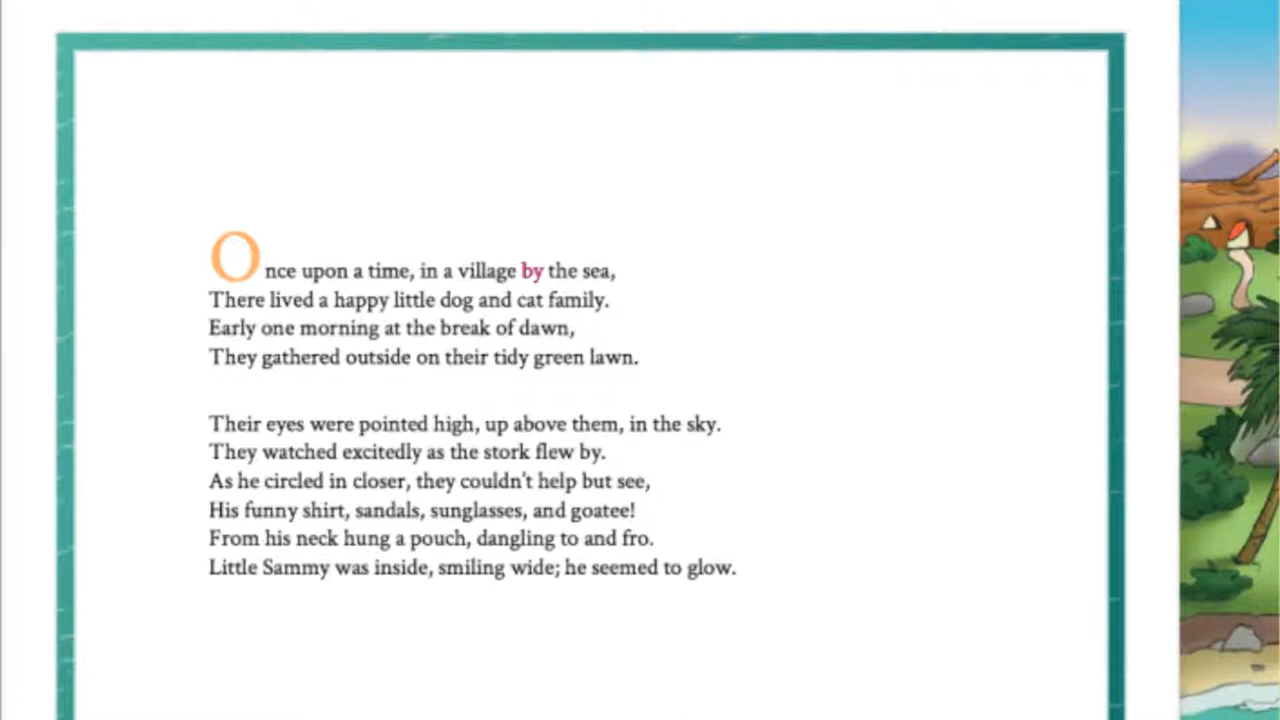 Once upon a time, in a village by the sea,
There lived a happy little dog and cat family.
Early one morning at the break of dawn,
They gathered outside on their tidy green lawn.
Their eyes were pointed high, up above them, in the sky.
They watched excitedly as the stork flew by.
As he circled in closer, they couldn't help but see,
His funny shirt, sandals, sunglasses, and goatee!
From his neck hung a pouch, dangling to and fro.
Little Sammy was inside, smiling wide; he seemed to glow.